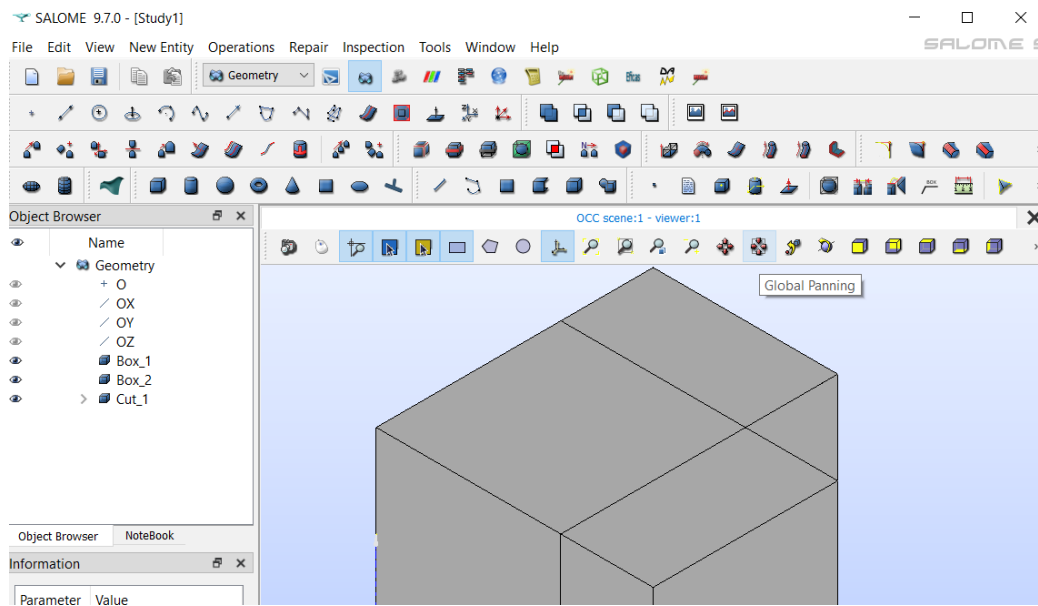 SALOME 9.7.0 - [Study1]
File Edit View New Entity Operations Repair Inspection Tools Window Help
SALOME
Geometry
Object Browser
OCC scene:1 - viewer:1
Name
Geometry
O
OX
OY
OZ
Box_1
Box_2
Cut_1
Global Panning
Object Browser NoteBook
Information
Parameter Value